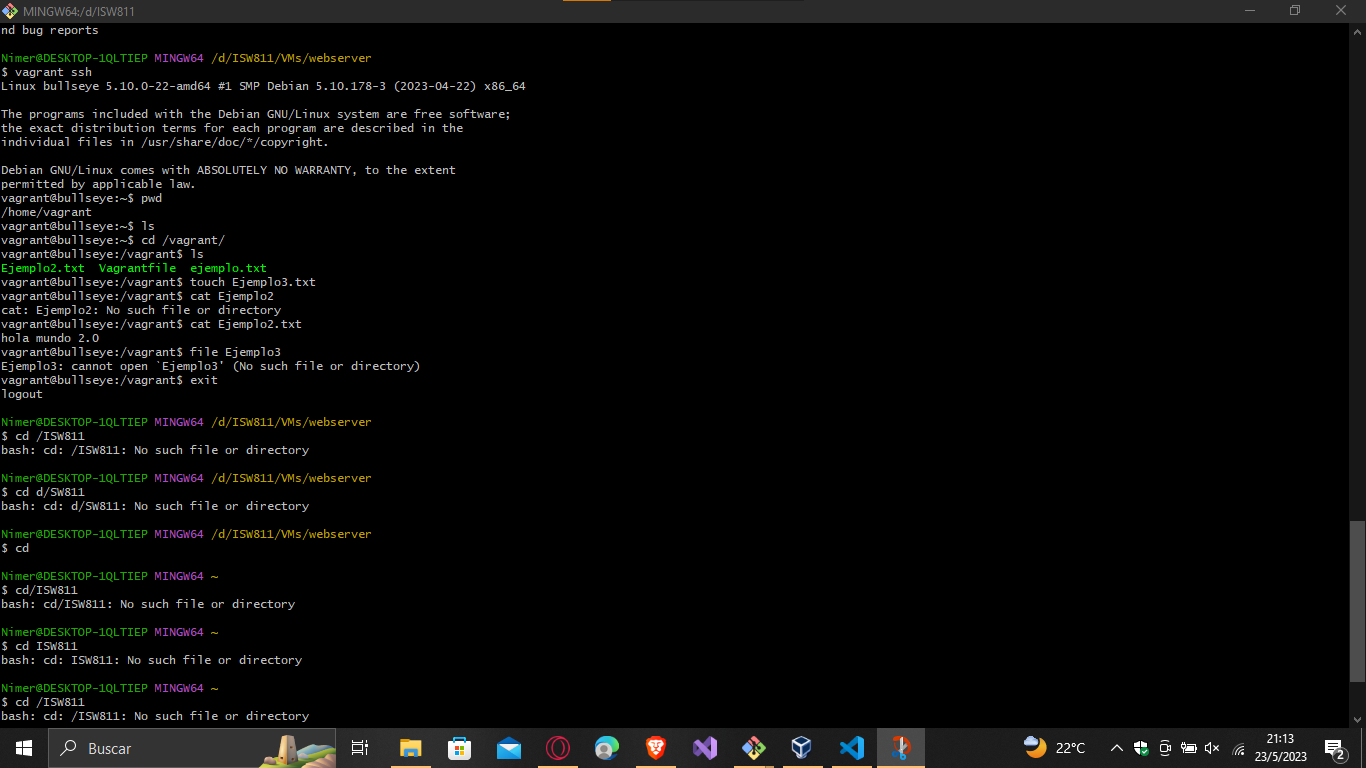 MINGW64:/d/ISW811
nd bug reports
Nimer@DESKTOP-1QLTIEP MINGW64 /d/ISW811/VMs/webserver
$ vagrant ssh
Linux bullseye 5.10.0-22-amd64 #1 SMP Debian 5.10.178-3 (2023-04-22) x86_64
The programs included with the Debian GNU/Linux system are free software;
the exact distribution terms for each program are described in the
individual files in /usr/share/doc/*/copyright.
Debian GNU/Linux comes with ABSOLUTELY NO WARRANTY, to the extent
permitted by applicable law.
vagrant@bullseye:~$ pwd
/home/vagrant
vagrant@bullseye:~$ ls
vagrant@bullseye:~$ cd /vagrant/
vagrant@bullseye:/vagrant$ ls
Ejemplo2.txt  Vagrantfile  ejemplo.txt
vagrant@bullseye:/vagrant$ touch Ejemplo3.txt
vagrant@bullseye:/vagrant$ cat Ejemplo2
cat: Ejemplo2: No such file or directory
vagrant@bullseye:/vagrant$ cat Ejemplo2.txt
hola mundo 2.0
vagrant@bullseye:/vagrant$ file Ejemplo3
Ejemplo3: cannot open `Ejemplo3' (No such file or directory)
vagrant@bullseye:/vagrant$ exit
logout
Nimer@DESKTOP-1QLTIEP MINGW64 /d/ISW811/VMs/webserver
$ cd /ISW811
bash: cd: /ISW811: No such file or directory
Nimer@DESKTOP-1QLTIEP MINGW64 /d/ISW811/VMs/webserver
$ cd d/SW811
bash: cd: d/SW811: No such file or directory
Nimer@DESKTOP-1QLTIEP MINGW64 /d/ISW811/VMs/webserver
$ cd
Nimer@DESKTOP-1QLTIEP MINGW64 ~
$ cd/ISW811
bash: cd/ISW811: No such file or directory
Nimer@DESKTOP-1QLTIEP MINGW64 ~
$ cd ISW811
bash: cd: ISW811: No such file or directory
Nimer@DESKTOP-1QLTIEP MINGW64 ~
$ cd /ISW811
bash: cd: /ISW811: No such file or directory
Buscar
22°C
21:13
23/5/2023
2